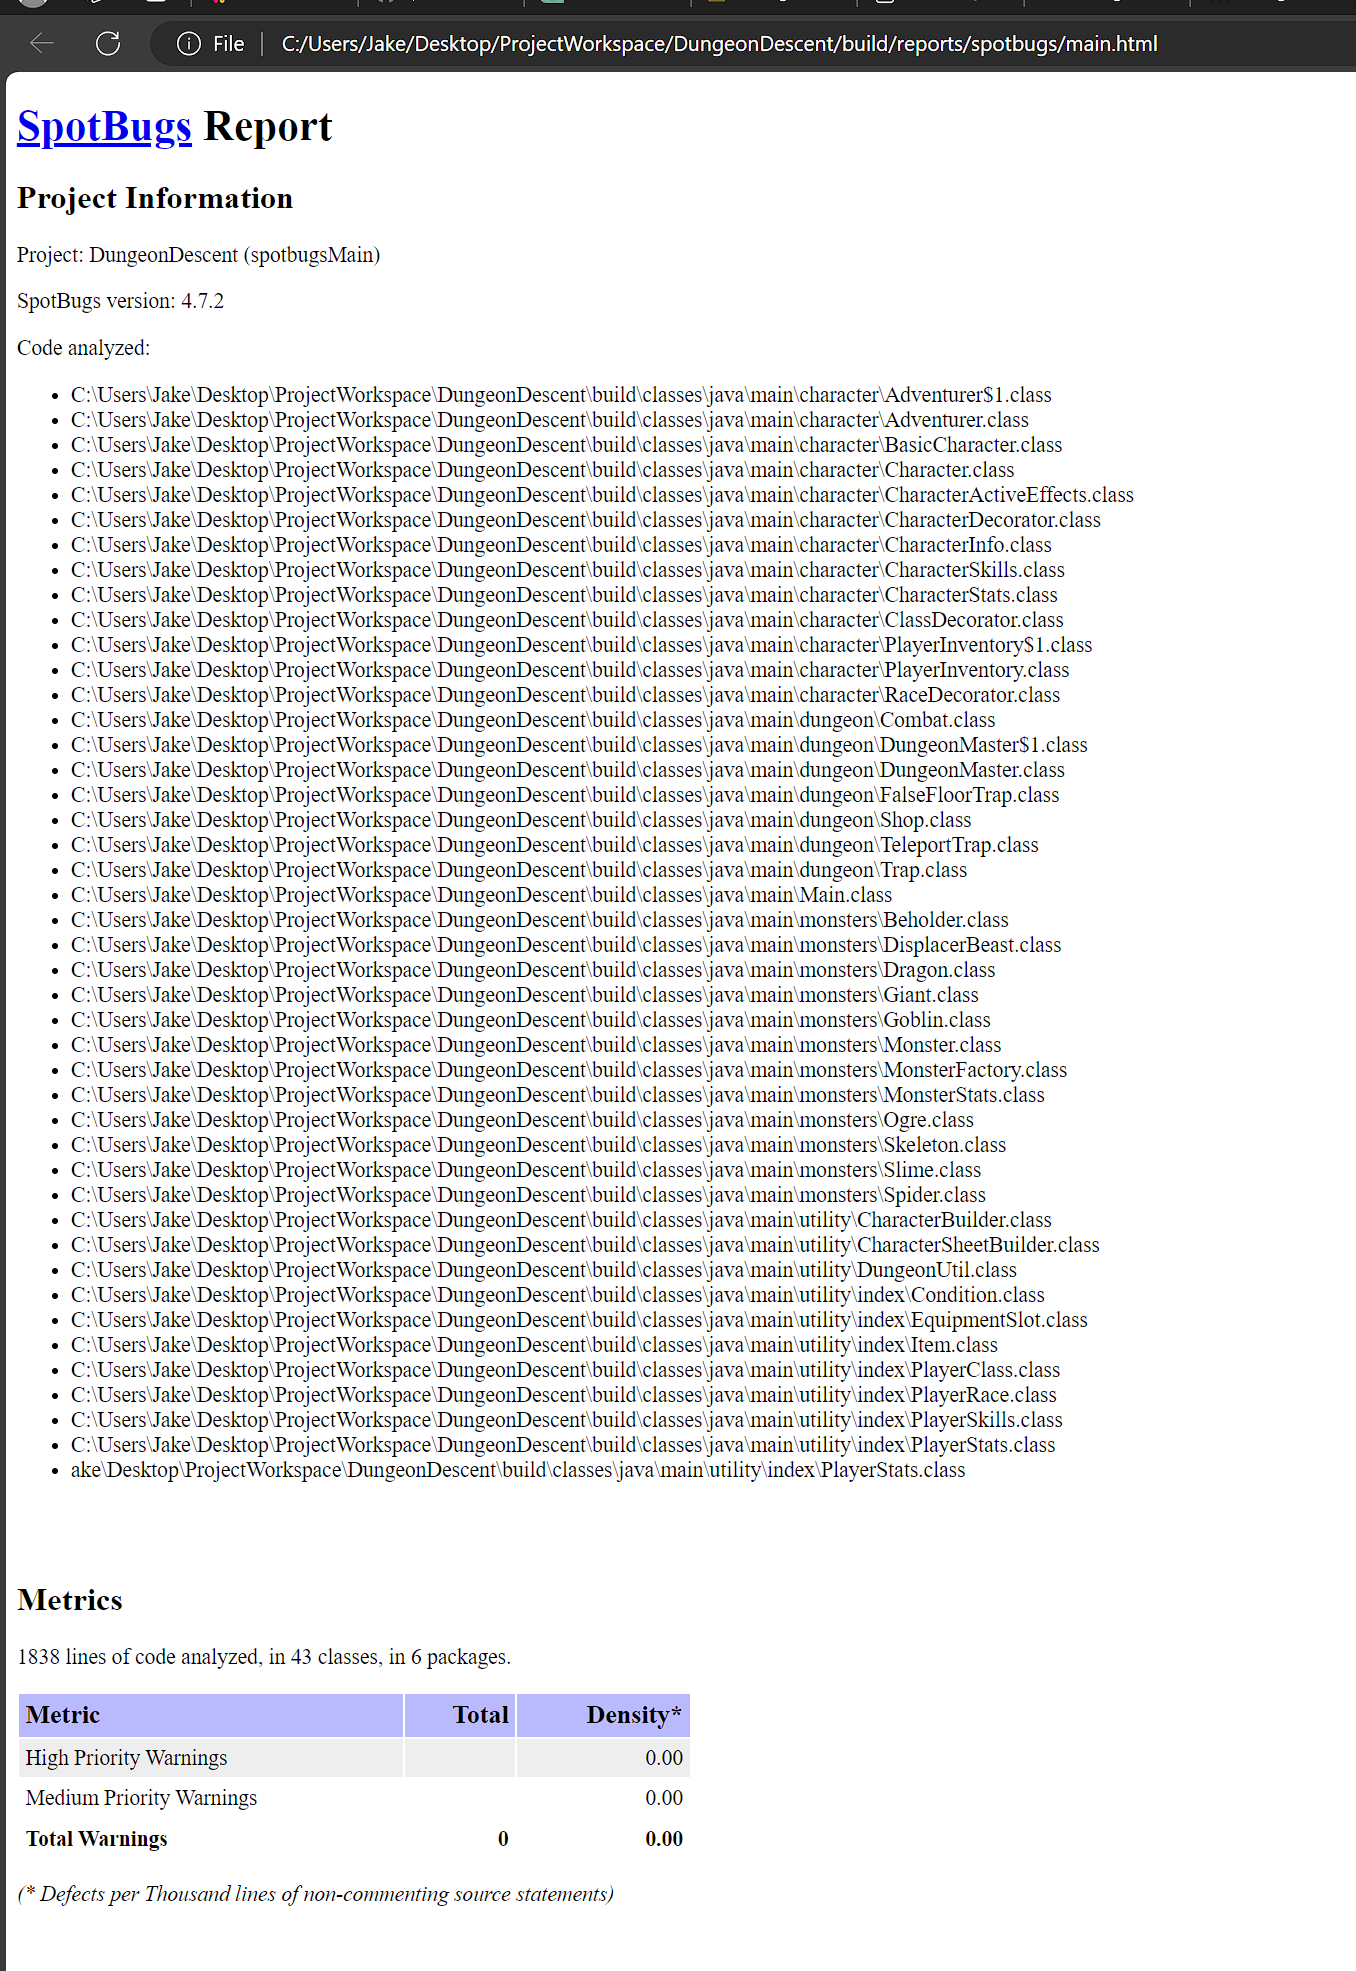 File
C:/Users/Jake/Desktop/ProjectWorkspace/DungeonDescent/build/reports/spotbugs/main.html
SpotBugs Report
Project Information
Project: DungeonDescent (spotbugsMain)
SpotBugs version: 4.7.2
Code analyzed:
C:\Users\Jake\Desktop\ProjectWorkspace\DungeonDescent\build\classes\java\main\character\Adventurer$1.class
C:\Users\Jake\Desktop\ProjectWorkspace\DungeonDescent\build\classes\java\main\character\Adventurer.class
C:\Users\Jake\Desktop\ProjectWorkspace\DungeonDescent\build\classes\java\main\character\BasicCharacter.class
C:\Users\Jake\Desktop\ProjectWorkspace\DungeonDescent\build\classes\java\main\character\Character.class
C:\Users\Jake\Desktop\ProjectWorkspace\DungeonDescent\build\classes\java\main\character\CharacterActiveEffects.class
C:\Users\Jake\Desktop\ProjectWorkspace\DungeonDescent\build\classes\java\main\character\CharacterDecorator.class
C:\Users\Jake\Desktop\ProjectWorkspace\DungeonDescent\build\classes\java\main\character\CharacterInfo.class
C:\Users\Jake\Desktop\ProjectWorkspace\DungeonDescent\build\classes\java\main\character\CharacterSkills.class
C:\Users\Jake\Desktop\ProjectWorkspace\DungeonDescent\build\classes\java\main\character\CharacterStats.class
C:\Users\Jake\Desktop\ProjectWorkspace\DungeonDescent\build\classes\java\main\character\ClassDecorator.class
C:\Users\Jake\Desktop\ProjectWorkspace\DungeonDescent\build\classes\java\main\character\PlayerInventory$1.class
C:\Users\Jake\Desktop\ProjectWorkspace\DungeonDescent\build\classes\java\main\character\PlayerInventory.class
C:\Users\Jake\Desktop\ProjectWorkspace\DungeonDescent\build\classes\java\main\character\RaceDecorator.class
C:\Users\Jake\Desktop\ProjectWorkspace\DungeonDescent\build\classes\java\main\dungeon\Combat.class
C:\Users\Jake\Desktop\ProjectWorkspace\DungeonDescent\build\classes\java\main\dungeon\DungeonMaster$1.class
C:\Users\Jake\Desktop\ProjectWorkspace\DungeonDescent\build\classes\java\main\dungeon\DungeonMaster.class
C:\Users\Jake\Desktop\ProjectWorkspace\DungeonDescent\build\classes\java\main\dungeon\FalseFloorTrap.class
C:\Users\Jake\Desktop\ProjectWorkspace\DungeonDescent\build\classes\java\main\dungeon\Shop.class
C:\Users\Jake\Desktop\ProjectWorkspace\DungeonDescent\build\classes\java\main\dungeon\TeleportTrap.class
C:\Users\Jake\Desktop\ProjectWorkspace\DungeonDescent\build\classes\java\main\dungeon\Trap.class
C:\Users\Jake\Desktop\ProjectWorkspace\DungeonDescent\build\classes\java\main\Main.class
C:\Users\Jake\Desktop\ProjectWorkspace\DungeonDescent\build\classes\java\main\monsters\Beholder.class
C:\Users\Jake\Desktop\ProjectWorkspace\DungeonDescent\build\classes\java\main\monsters\DisplacerBeast.class
C:\Users\Jake\Desktop\ProjectWorkspace\DungeonDescent\build\classes\java\main\monsters\Dragon.class
C:\Users\Jake\Desktop\ProjectWorkspace\DungeonDescent\build\classes\java\main\monsters\Giant.class
C:\Users\Jake\Desktop\ProjectWorkspace\DungeonDescent\build\classes\java\main\monsters\Goblin.class
C:\Users\Jake\Desktop\ProjectWorkspace\DungeonDescent\build\classes\java\main\monsters\Monster.class
C:\Users\Jake\Desktop\ProjectWorkspace\DungeonDescent\build\classes\java\main\monsters\MonsterFactory.class
C:\Users\Jake\Desktop\ProjectWorkspace\DungeonDescent\build\classes\java\main\monsters\MonsterStats.class
C:\Users\Jake\Desktop\ProjectWorkspace\DungeonDescent\build\classes\java\main\monsters\Ogre.class
C:\Users\Jake\Desktop\ProjectWorkspace\DungeonDescent\build\classes\java\main\monsters\Skeleton.class
C:\Users\Jake\Desktop\ProjectWorkspace\DungeonDescent\build\classes\java\main\monsters\Slime.class
C:\Users\Jake\Desktop\ProjectWorkspace\DungeonDescent\build\classes\java\main\monsters\Spider.class
C:\Users\Jake\Desktop\ProjectWorkspace\DungeonDescent\build\classes\java\main\utility\CharacterBuilder.class
C:\Users\Jake\Desktop\ProjectWorkspace\DungeonDescent\build\classes\java\main\utility\CharacterSheetBuilder.class
C:\Users\Jake\Desktop\ProjectWorkspace\DungeonDescent\build\classes\java\main\utility\DungeonUtil.class
C:\Users\Jake\Desktop\ProjectWorkspace\DungeonDescent\build\classes\java\main\utility\index\Condition.class
C:\Users\Jake\Desktop\ProjectWorkspace\DungeonDescent\build\classes\java\main\utility\index\EquipmentSlot.class
C:\Users\Jake\Desktop\ProjectWorkspace\DungeonDescent\build\classes\java\main\utility\index\Item.class
C:\Users\Jake\Desktop\ProjectWorkspace\DungeonDescent\build\classes\java\main\utility\index\PlayerClass.class
C:\Users\Jake\Desktop\ProjectWorkspace\DungeonDescent\build\classes\java\main\utility\index\PlayerRace.class
C:\Users\Jake\Desktop\ProjectWorkspace\DungeonDescent\build\classes\java\main\utility\index\PlayerSkills.class
C:\Users\Jake\Desktop\ProjectWorkspace\DungeonDescent\build\classes\java\main\utility\index\PlayerStats.class
ake\Desktop\ProjectWorkspace\DungeonDescent\build\classes\java\main\utility\index\PlayerStats.class
Metrics
1838 lines of code analyzed, in 43 classes, in 6 packages.
Metric Total Density*
High Priority Warnings 0.00
Medium Priority Warnings 0.00
Total Warnings 0 0.00
(* Defects per Thousand lines of non-commenting source statements)